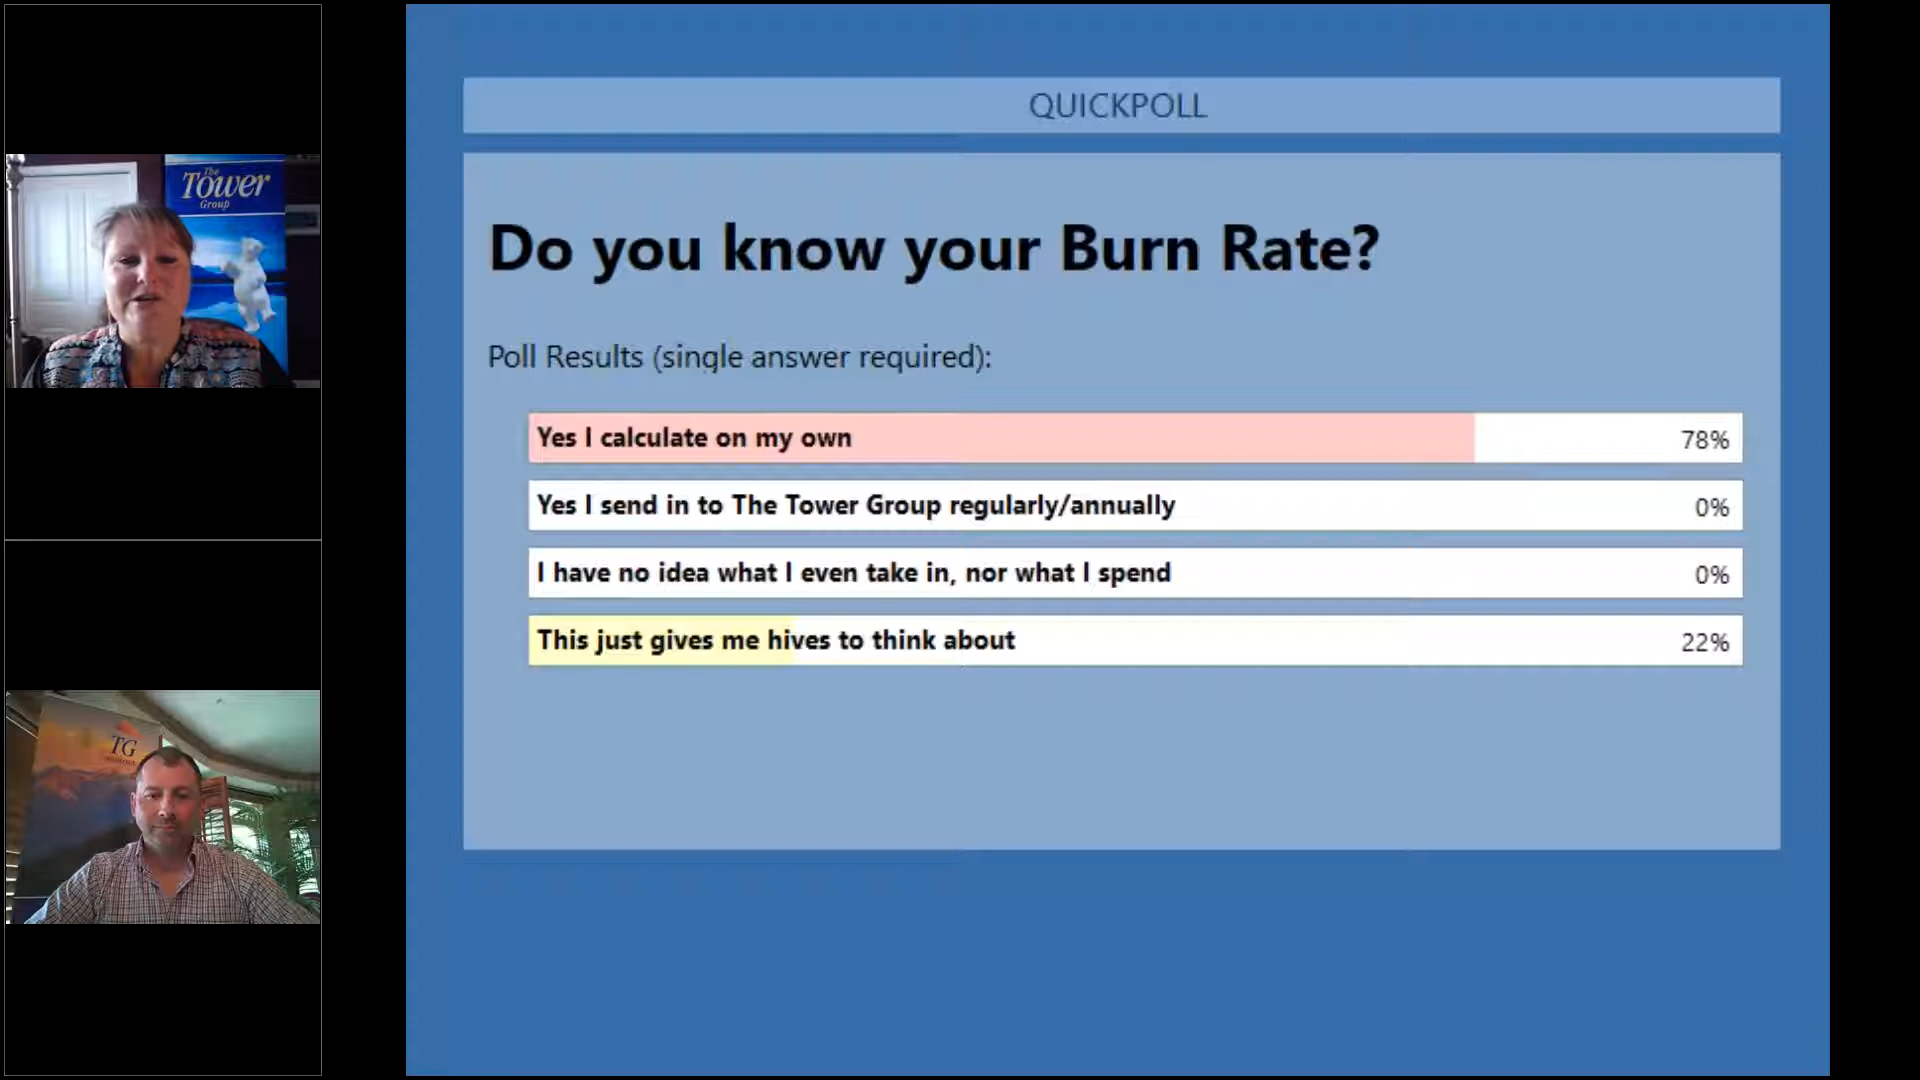 The
Tower
Group
TG
QUICKPOLL
Do you know your Burn Rate?
Poll Results (single answer required):
Yes I calculate on my own 78%
Yes I send in to The Tower Group regularly/annually 0%
I have no idea what I even take in, nor what I spend 0%
This just gives me hives to think about 22%